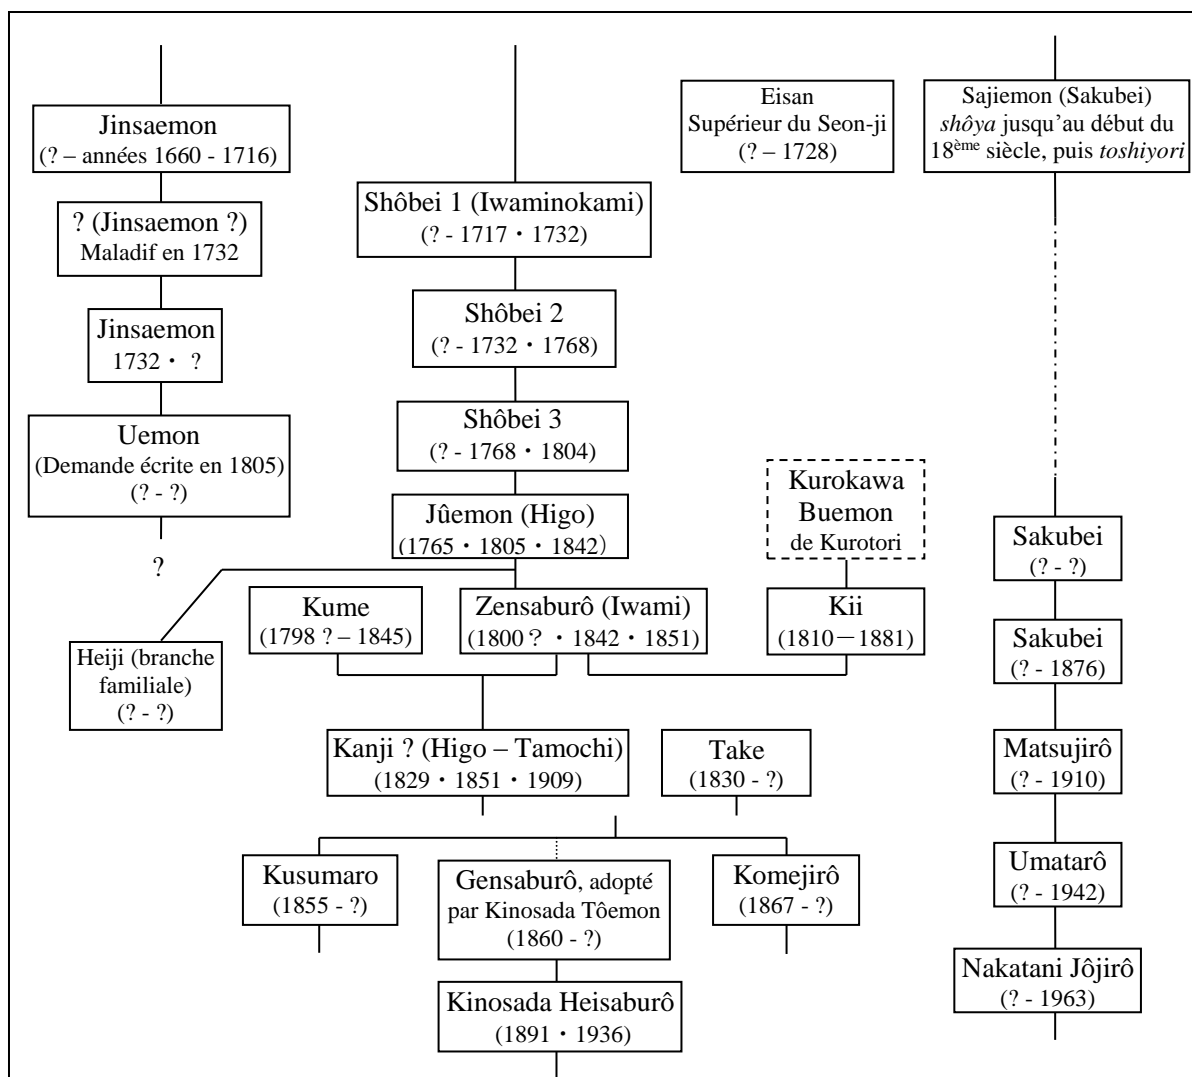 Jinsaemon
(? – années 1660 - 1716)
? (Jinsaemon ?)
Maladif en 1732
Jinsaemon
1732・ ?
Uemon
(Demande écrite en 1805)
(? - ?)
?
Heiji (branche
familiale)
(? - ?)
Shôbei 1 (Iwaminokami)
(? - 1717・1732)
Shôbei 2
(? - 1732・1768)
Shôbei 3
(? - 1768・1804)
Jûemon (Higo)
(1765・1805・1842)
Kume
(1798 ? – 1845)
Zensaburô (Iwami)
(1800 ?・1842・1851)
Eisan
Supérieur du Seon-ji
(? – 1728)
Kurokawa
Buemon
de Kurotori
Kii
(1810－1881)
Kanji ? (Higo – Tamochi)
(1829・1851・1909)
Take
(1830 - ?)
Kusumaro
(1855 - ?)
Gensaburô, adopté
par Kinosada Tôemon
(1860 - ?)
Komejirô
(1867 - ?)
Kinosada Heisaburô
(1891・1936)
Sajiemon (Sakubei)
shôya jusqu’au début du
18ème siècle, puis toshiyori
Sakubei
(? - ?)
Sakubei
(? - 1876)
Matsujirô
(? - 1910)
Umatarô
(? - 1942)
Nakatani Jôjirô
(? - 1963)